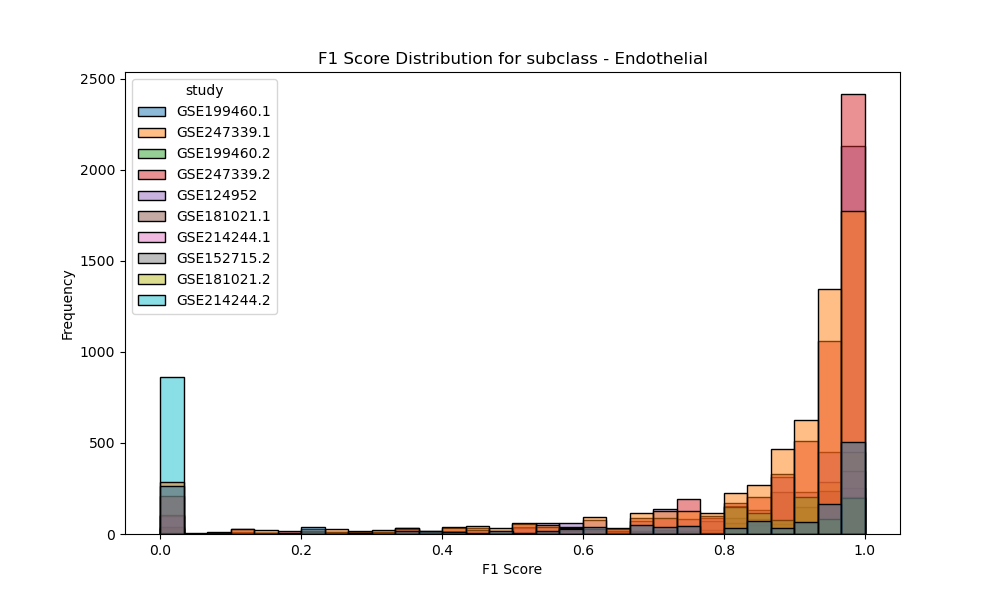 F1 Score Distribution for subclass - Endothelial
2500
2000
1500
1000
500
0
Frequency
study
GSE199460.1
GSE247339.1
GSE199460.2
GSE247339.2
GSE124952
GSE181021.1
GSE214244.1
GSE152715.2
GSE181021.2
GSE214244.2
0.0 0.2 0.4 0.6 0.8 1.0
F1 Score